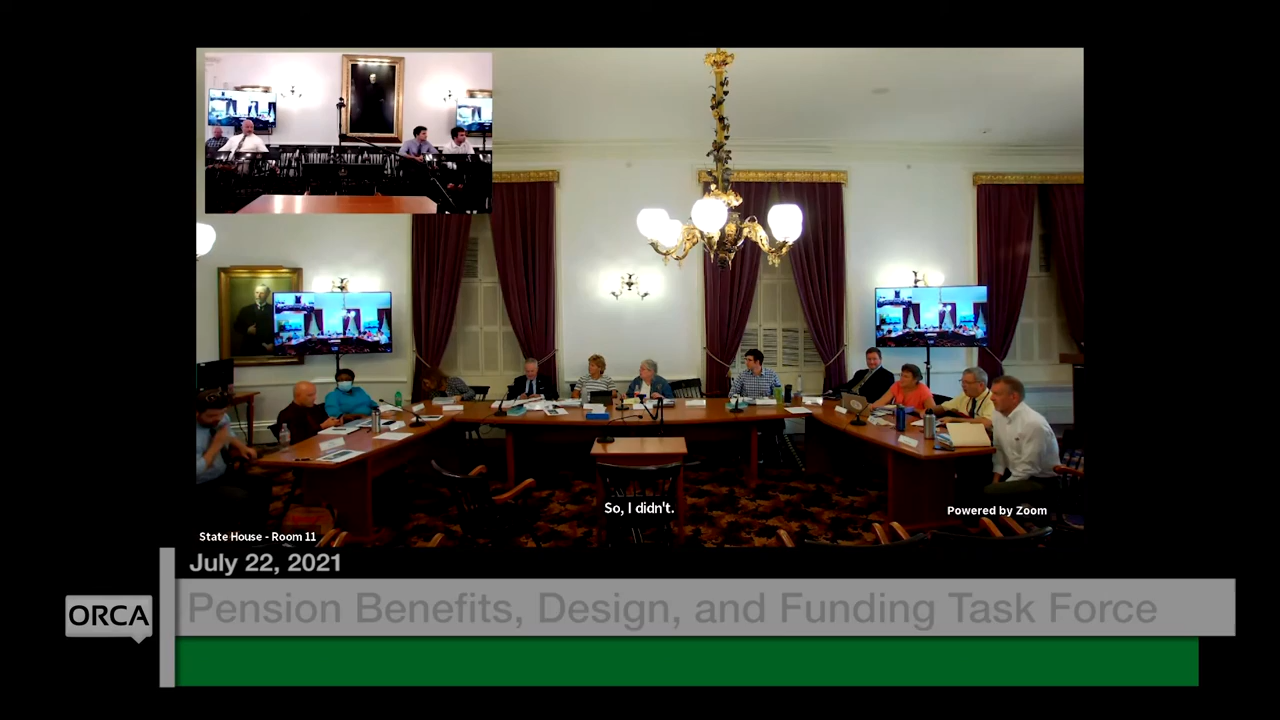 So, I didn't.
Powered by Zoom
State House - Room 11
July 22, 2021
ORCA
Pension Benefits, Design, and Funding Task Force